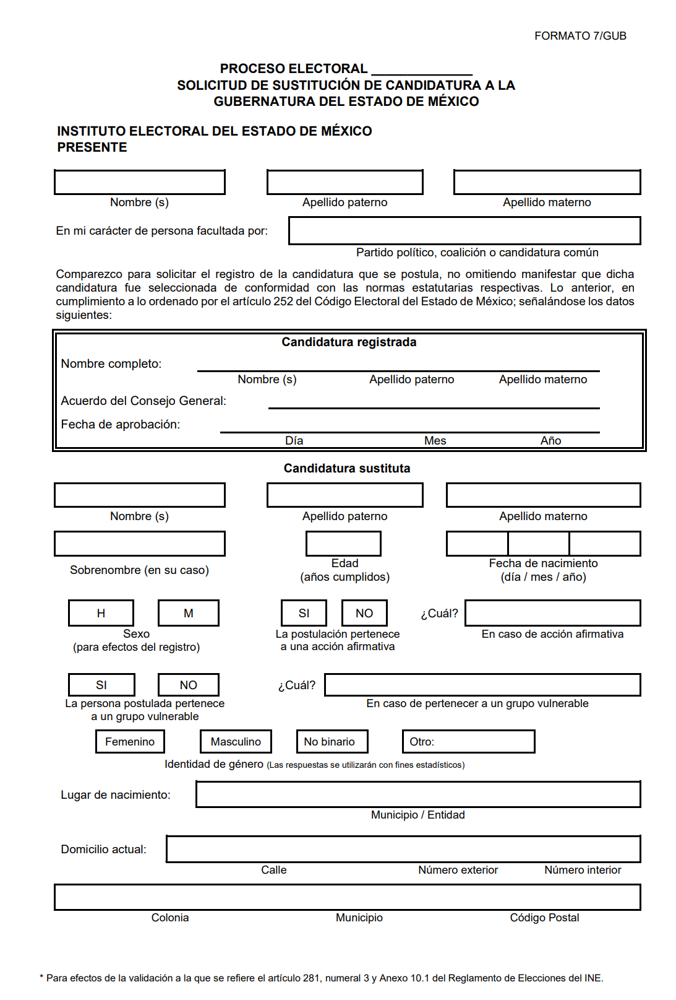 FORMATO 7/GUB
PROCESO ELECTORAL ______________
SOLICITUD DE SUSTITUCIÓN DE CANDIDATURA A LA
GUBERNATURA DEL ESTADO DE MÉXICO
INSTITUTO ELECTORAL DEL ESTADO DE MÉXICO
PRESENTE
Nombre (s) Apellido paterno Apellido materno
En mi carácter de persona facultada por:
Partido político, coalición o candidatura común
Comparezco para solicitar el registro de la candidatura que se postula, no omitiendo manifestar que dicha
candidatura fue seleccionada de conformidad con las normas estatutarias respectivas. Lo anterior, en
cumplimiento a lo ordenado por el artículo 252 del Código Electoral del Estado de México; señalándose los datos
siguientes:
Candidatura registrada
Nombre completo:
Nombre (s) Apellido paterno Apellido materno
Acuerdo del Consejo General:
Fecha de aprobación:
Día Mes Año
Candidatura sustituta
Nombre (s) Apellido paterno Apellido materno
Sobrenombre (en su caso) Edad Fecha de nacimiento
(años cumplidos) (día / mes / año)
H M SI NO ¿Cuál?
Sexo La postulación pertenece En caso de acción afirmativa
(para efectos del registro) a una acción afirmativa
SI NO ¿Cuál?
La persona postulada pertenece En caso de pertenecer a un grupo vulnerable
a un grupo vulnerable
Femenino Masculino No binario Otro:
Identidad de género (Las respuestas se utilizarán con fines estadísticos)
Lugar de nacimiento:
Municipio / Entidad
Domicilio actual:
Calle Número exterior Número interior
Colonia Municipio Código Postal
* Para efectos de la validación a la que se refiere el artículo 281, numeral 3 y Anexo 10.1 del Reglamento de Elecciones del INE.